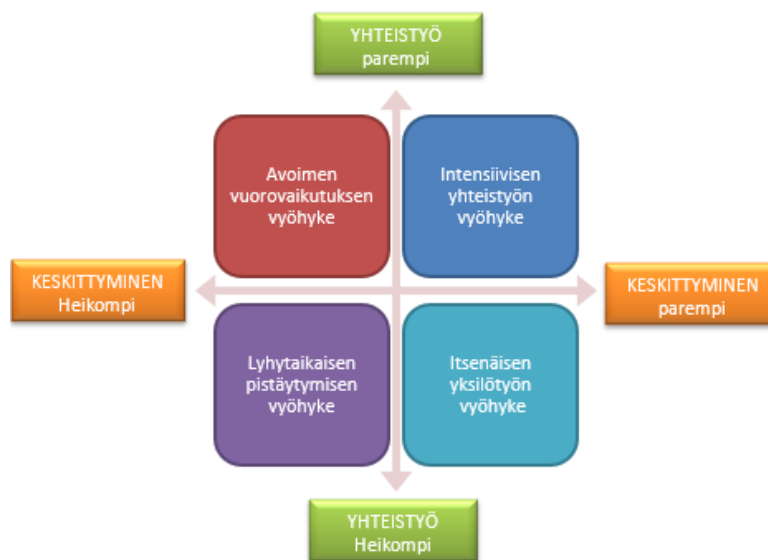 YHTEISTYÖ
parempi
Avoimen
vuorovaikutuksen
vyöhyke
Intensiivisen
yhteistyön
vyöhyke
KESKITTYMINEN
Heikompi
KESKITTYMINEN
parempi
Lyhytaikaisen
pistäytymisen
vyöhyke
Itsenäisen
yksilötyön
vyöhyke
YHTEISTYÖ
Heikompi